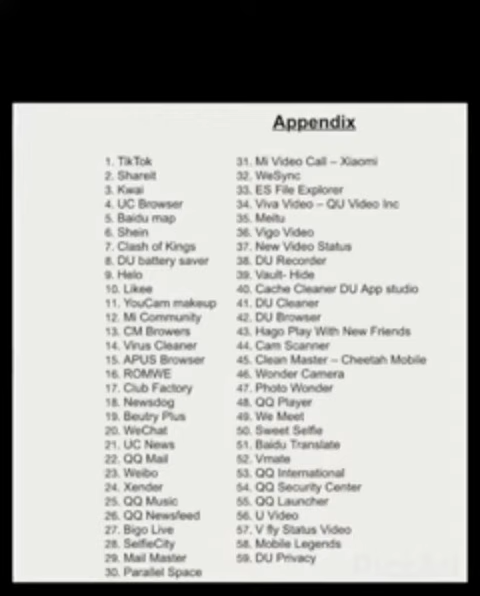 Appendix
1. TikTok
2. Shareit
3. Kwai
4. UC Browser
5. Baidu map
6. Shein
7. Clash of Kings
8. DU battery saver
9. Helo
10. Likee
11. YouCam makeup
12. Mi Community
13. CM Browers
14. Virus Cleaner
15. APUS Browser
16. ROMWE
17. Club Factory
18. Newsdog
19. Beutry Plus
20. WeChat
21. UC News
22. QQ Mail
23. Weibo
24. Xender
25. QQ Music
26. QQ Newsfeed
27. Bigo Live
28. SelfieCity
29. Mail Master
30. Parallel Space
31. Mi Video Call – Xiaomi
32. WeSync
33. ES File Explorer
34. Viva Video – QU Video Inc
35. Meitu
36. Vigo Video
37. New Video Status
38. DU Recorder
39. Vault- Hide
40. Cache Cleaner DU App studio
41. DU Cleaner
42. DU Browser
43. Hago Play With New Friends
44. Cam Scanner
45. Clean Master – Cheetah Mobile
46. Wonder Camera
47. Photo Wonder
48. QQ Player
49. We Meet
50. Sweet Selfie
51. Baidu Translate
52. Vmate
53. QQ International
54. QQ Security Center
55. QQ Launcher
56. U Video
57. V fly Status Video
58. Mobile Legends
59. DU Privacy